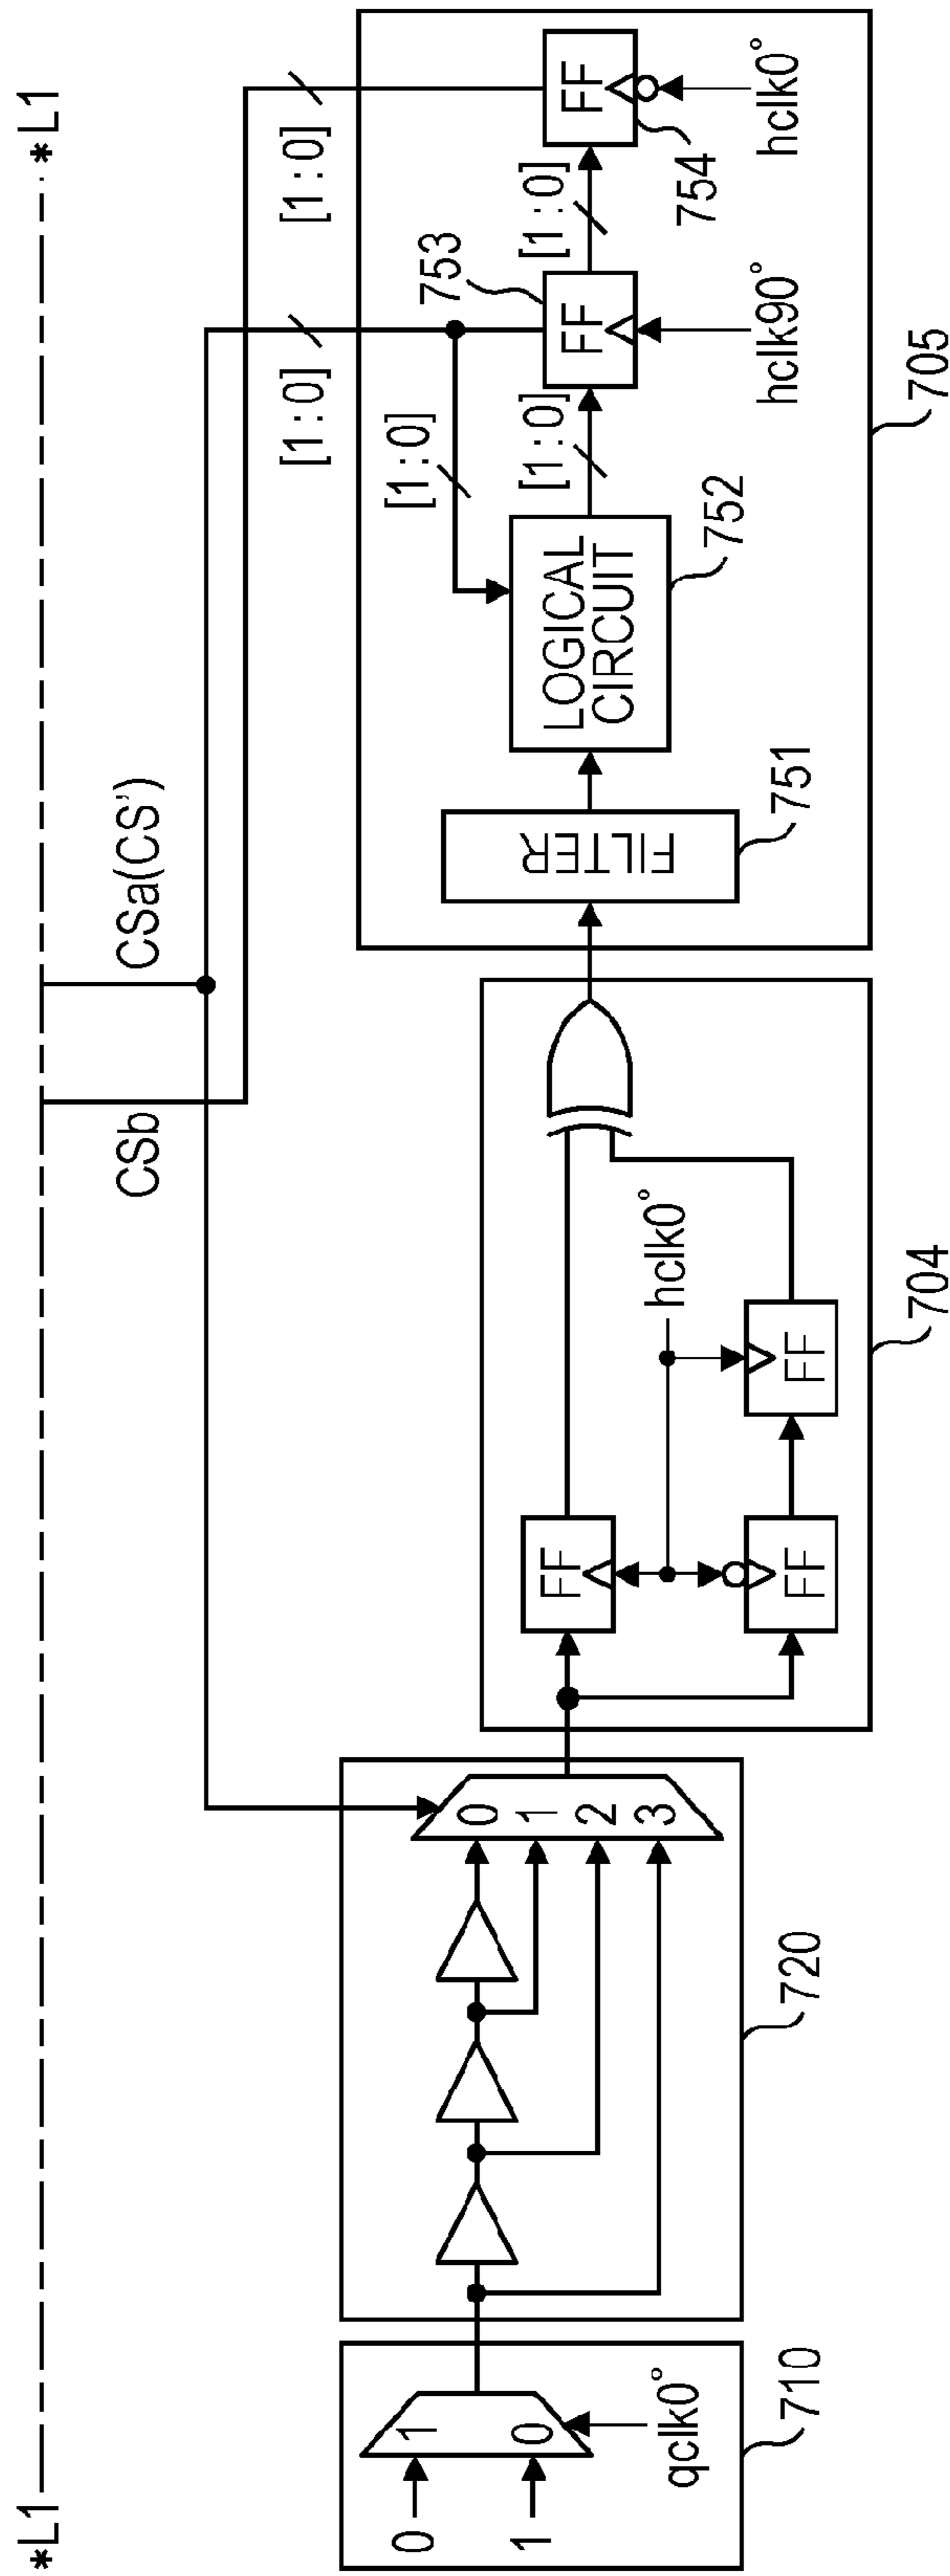 *L1
*L1
CSa(CS')
CSb
[1:0]
[1:0]
0
1
1
0
qclk0°
710
0
1
2
3
720
FF
FF
FF
hclk0°
704
FILTER
751
LOGICAL
CIRCUIT
752
[1:0]
[1:0]
FF
753
hclk90°
[1:0]
FF
754
hclk0°
705